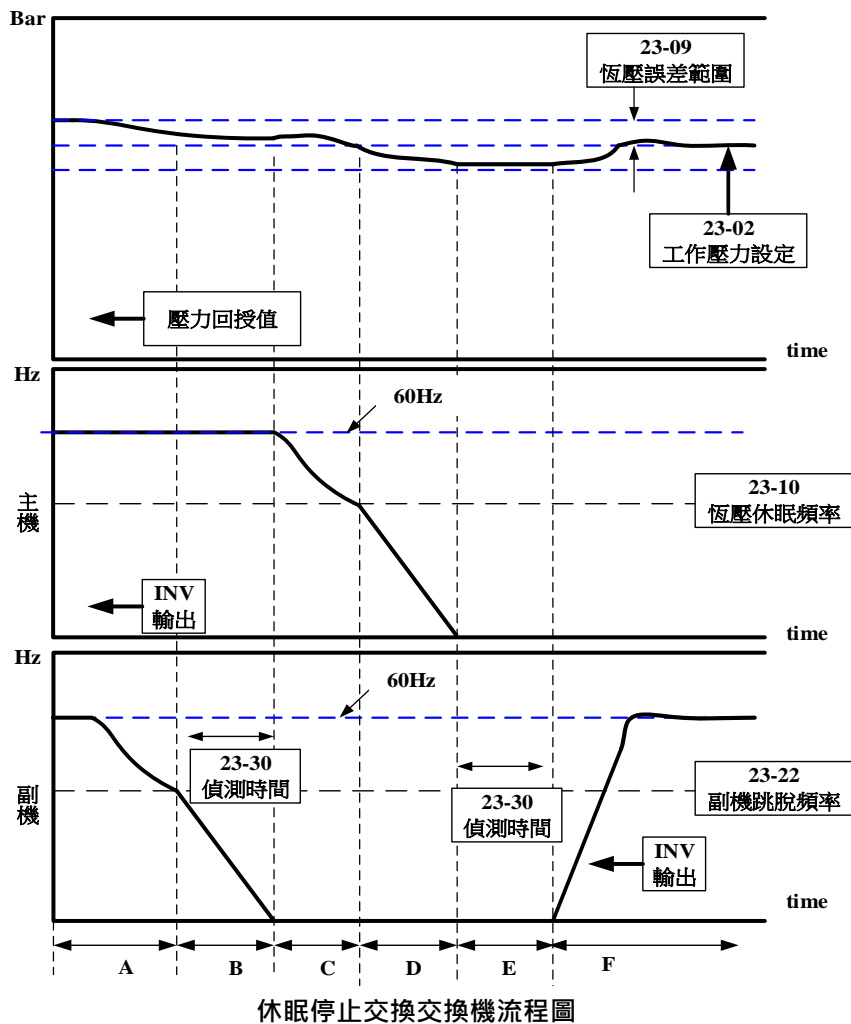 Bar
23-09
恆壓誤差範圍
23-02
工作壓力設定
壓力回授值
time
Hz
60Hz
主機
23-10
恆壓休眠頻率
INV
輸出
time
Hz
60Hz
23-30
偵測時間
副機
23-30
偵測時間
23-22
副機跳脫頻率
INV
輸出
time
A B C D E F
休眠停止交換交換機流程圖